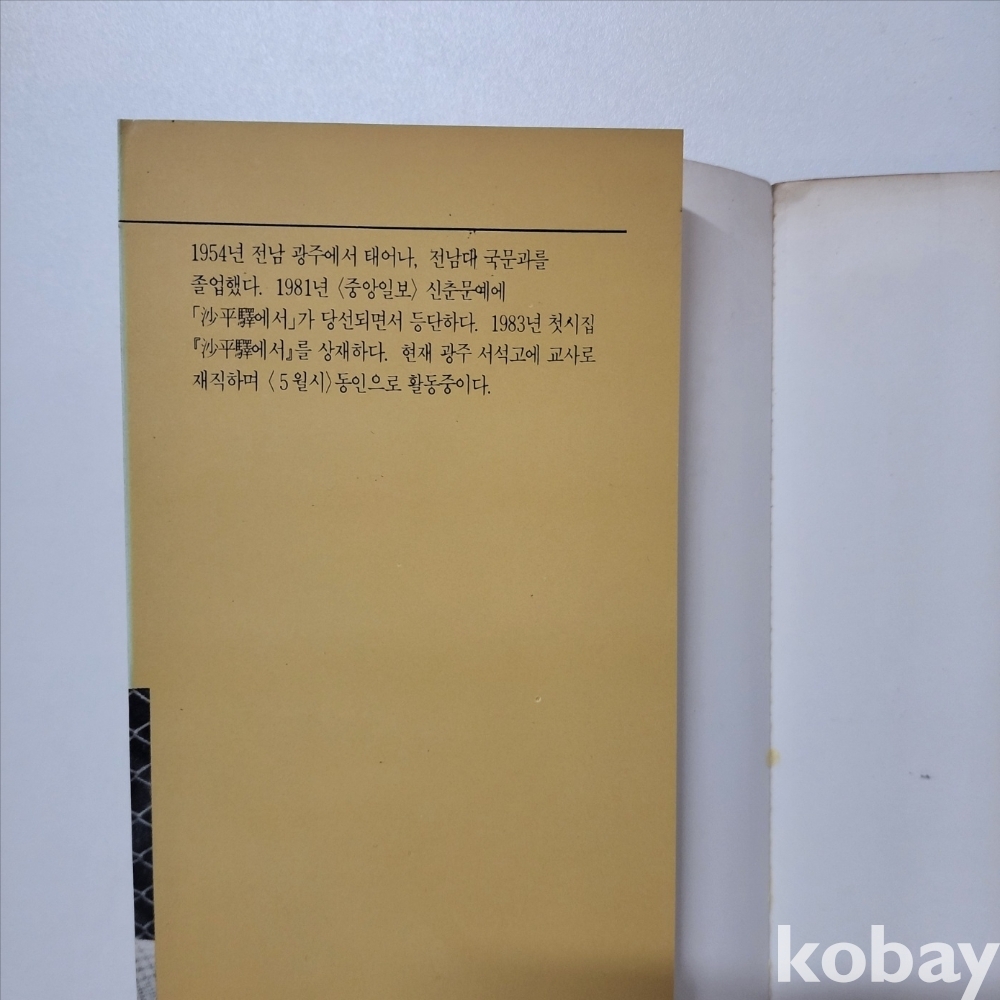 1954년 전남 광주에서 태어나, 전남대 국문과를
졸업했다. 1981년 〈중앙일보〉 신춘문예에
「沙平驛에서」가 당선되면서 등단하다. 1983년 첫시집
『沙平驛에서』를 상재하다. 현재 광주 서석고에 교사로
재직하며 〈5월시〉동인으로 활동중이다.
kobay